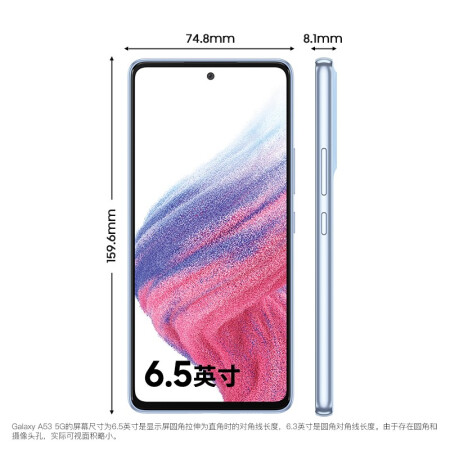 74.8mm
8.1mm
159.6mm
6.5英寸
Galaxy A53 5G的屏幕尺寸为6.5英寸是显示屏圆角拉伸为直角时的对角线长度，6.3英寸是圆角对角线长度。由于存在圆角和
摄像头孔，实际可视面积略小。